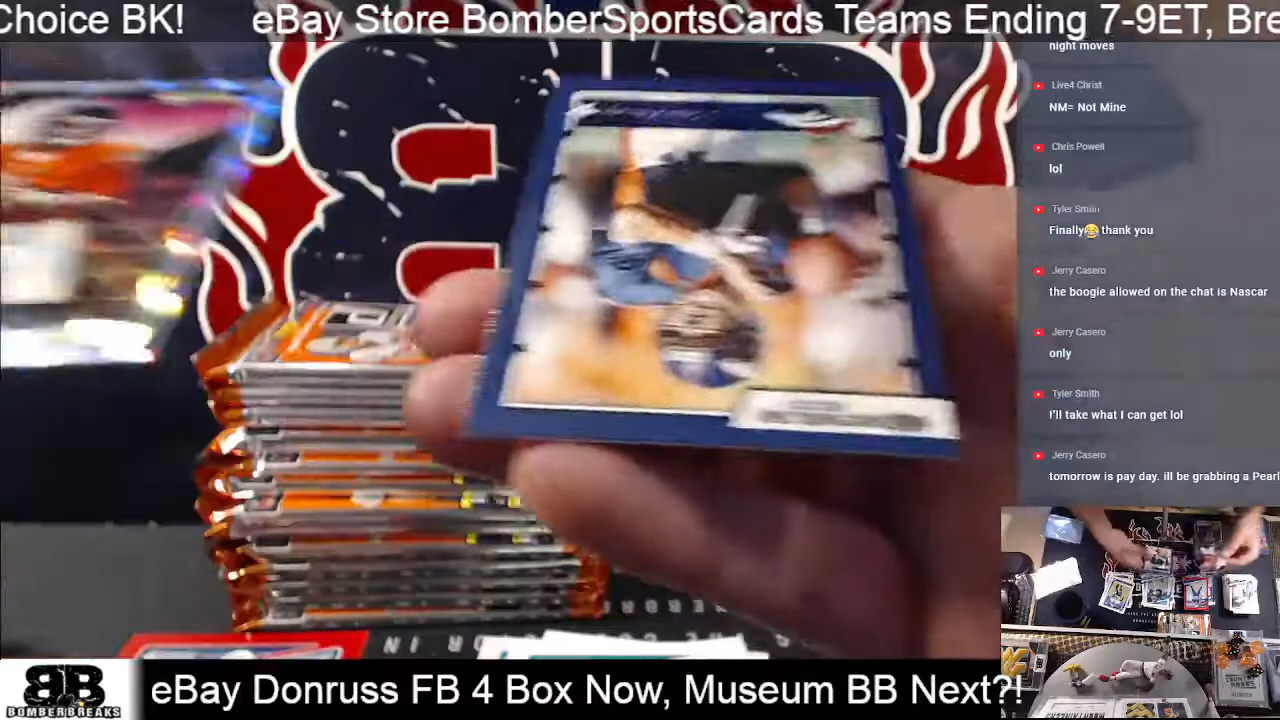 Choice BK! eBay Store BomberSportsCards Teams Ending 7-9ET, Bre
night moves
Live4 Christ
NM= Not Mine
Chris Powell
lol
Tyler Smith
Finally😂 thank you
Jerry Casero
the boogie allowed on the chat is Nascar
Jerry Casero
only
Tyler Smith
I'll take what I can get lol
Jerry Casero
tomorrow is pay day. ill be grabbing a Pearl
BB
BOMBERBREAKS
eBay Donruss FB 4 Box Now, Museum BB Next?!